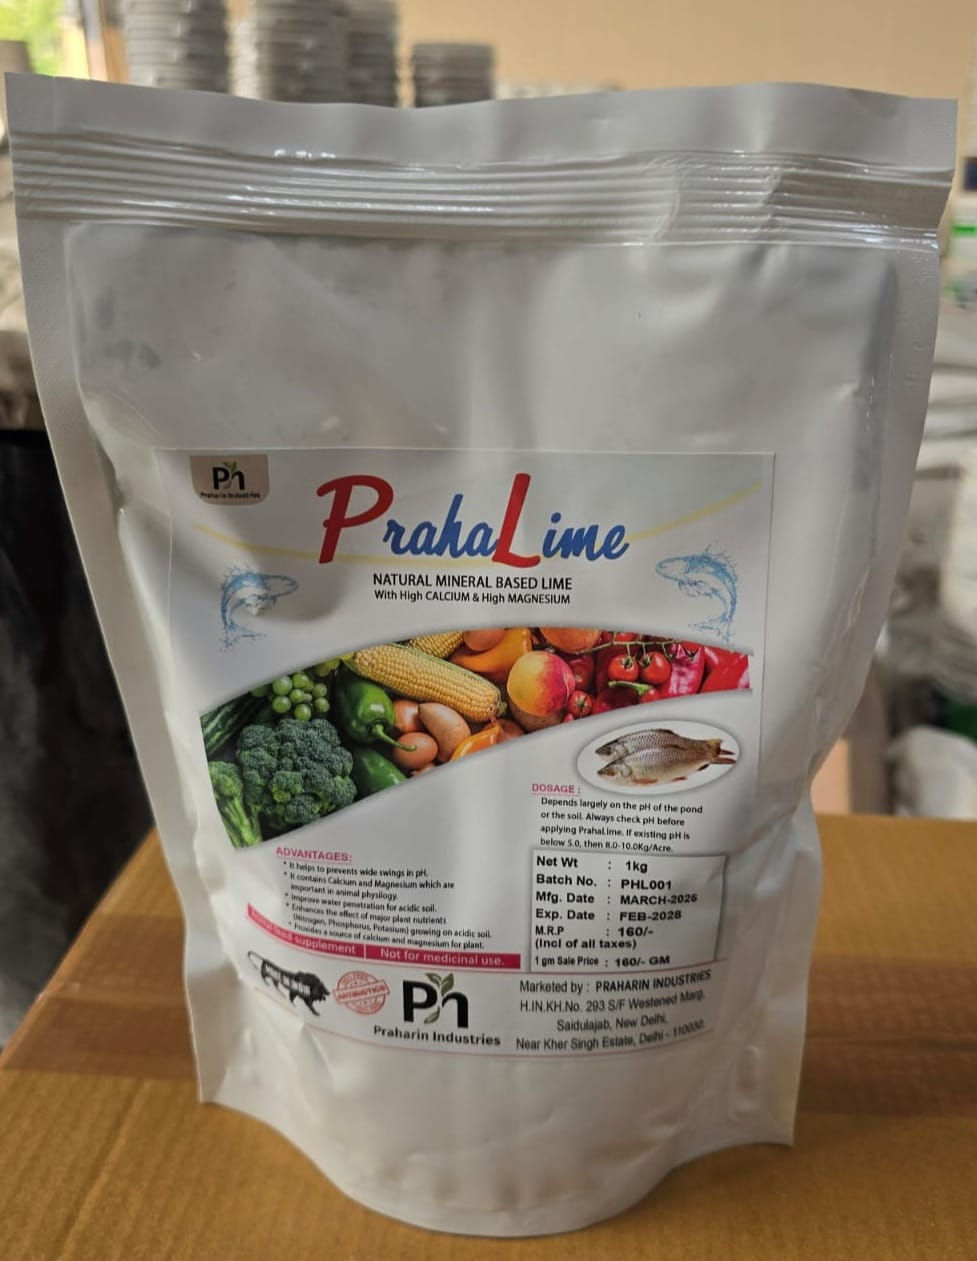 Ph
Praharin Industries
PrahaLime
NATURAL MINERAL BASED LIME
With High CALCIUM & High MAGNESIUM
DOSAGE :
Depends largely on the pH of the pond
or the soil. Always check pH before
applying PrahaLime. If existing pH is
below 5.0, then 8.0-10.0Kg/Acre.
ADVANTAGES:
* It helps to prevents wide swings in pH.
* It contains Calcium and Magnesium which are
important in animal physilogy.
* Improve water penetration for acidic soil.
* Enhances the effect of major plant nutrients
(Nitrogen, Phosphorus, Potasium) growing on acidic soil.
* Provides a source of calcium and magnesium for plant.
feed supplement | Not for medicinal use.
Net Wt : 1kg
Batch No. : PHL001
Mfg. Date : MARCH-2026
Exp. Date : FEB-2028
M.R.P : 160/-
(Incl of all taxes)
1 gm Sale Price : 160/- GM
ANTIBIOTICS
Ph
Praharin Industries
Marketed by : PRAHARIN INDUSTRIES
H.IN.KH.No. 293 S/F Westened Marg,
Saidulajab, New Delhi,
Near Kher Singh Estate, Delhi - 110030.